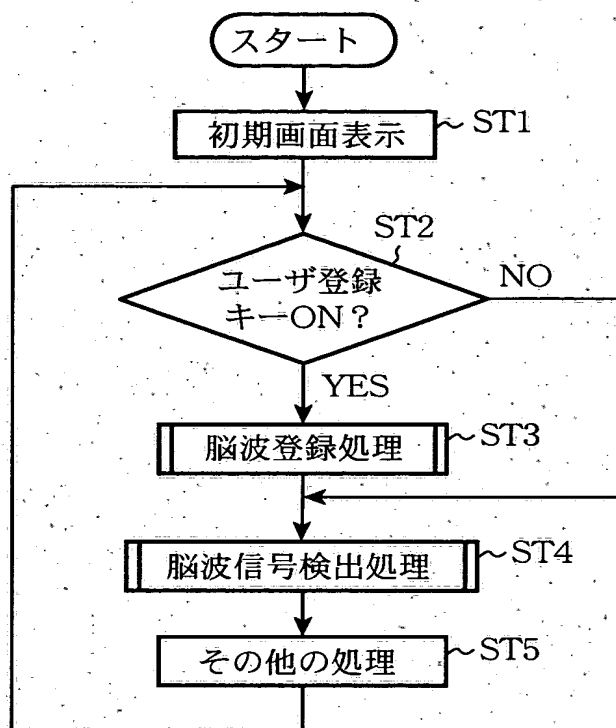 スタート
初期画面表示
ST1
ST2
ユーザ登録
キーON？
NO
YES
脳波登録処理
ST3
脳波信号検出処理
ST4
その他の処理
ST5